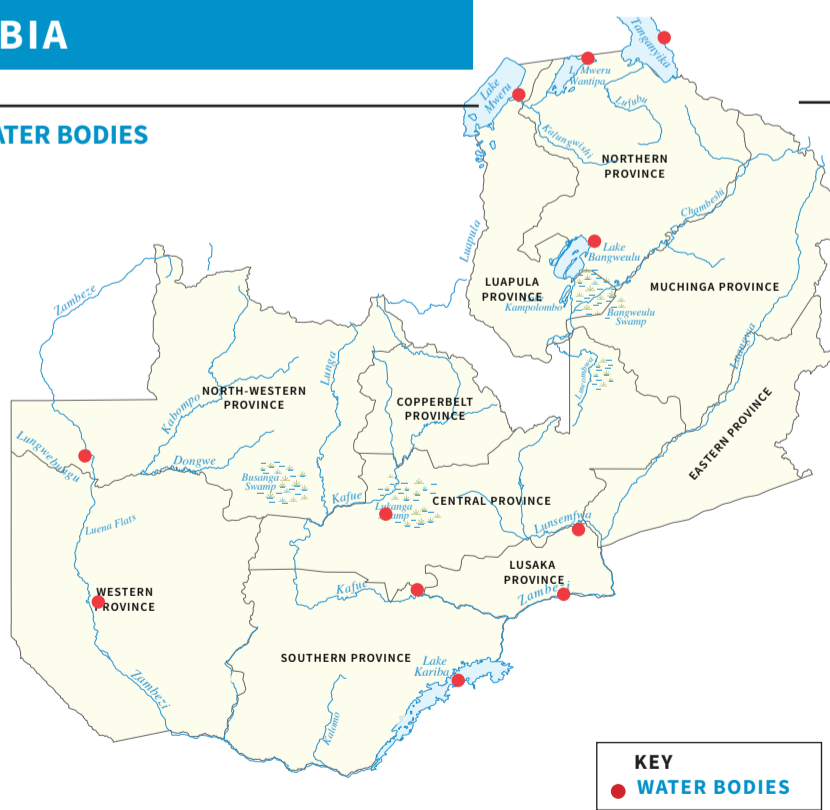 BIA
ATER BODIES
Tanganyika
Lake
Mweru
L. Mweru
Wantipa
Lufubu
Kalungwishi
NORTHERN
PROVINCE
Chambeshi
Luapula
Lake
Bangweulu
LUAPULA
PROVINCE
Kampolombo
MUCHINGA PROVINCE
Bangweulu
Swamp
Zambeze
Luangwa
Lunga
NORTH-WESTERN
PROVINCE
Kabompo
COPPERBELT
PROVINCE
EASTERN PROVINCE
Lungwebungu
Dongwe
Busanga
Swamp
Kafue
Lukanga
CENTRAL PROVINCE
Luena Flats
Lunsemfwa
LUSAKA
PROVINCE
WESTERN
PROVINCE
Kafue
Zambezi
SOUTHERN PROVINCE
Lake
Kariba
Zambezi
Kalomo
KEY
WATER BODIES